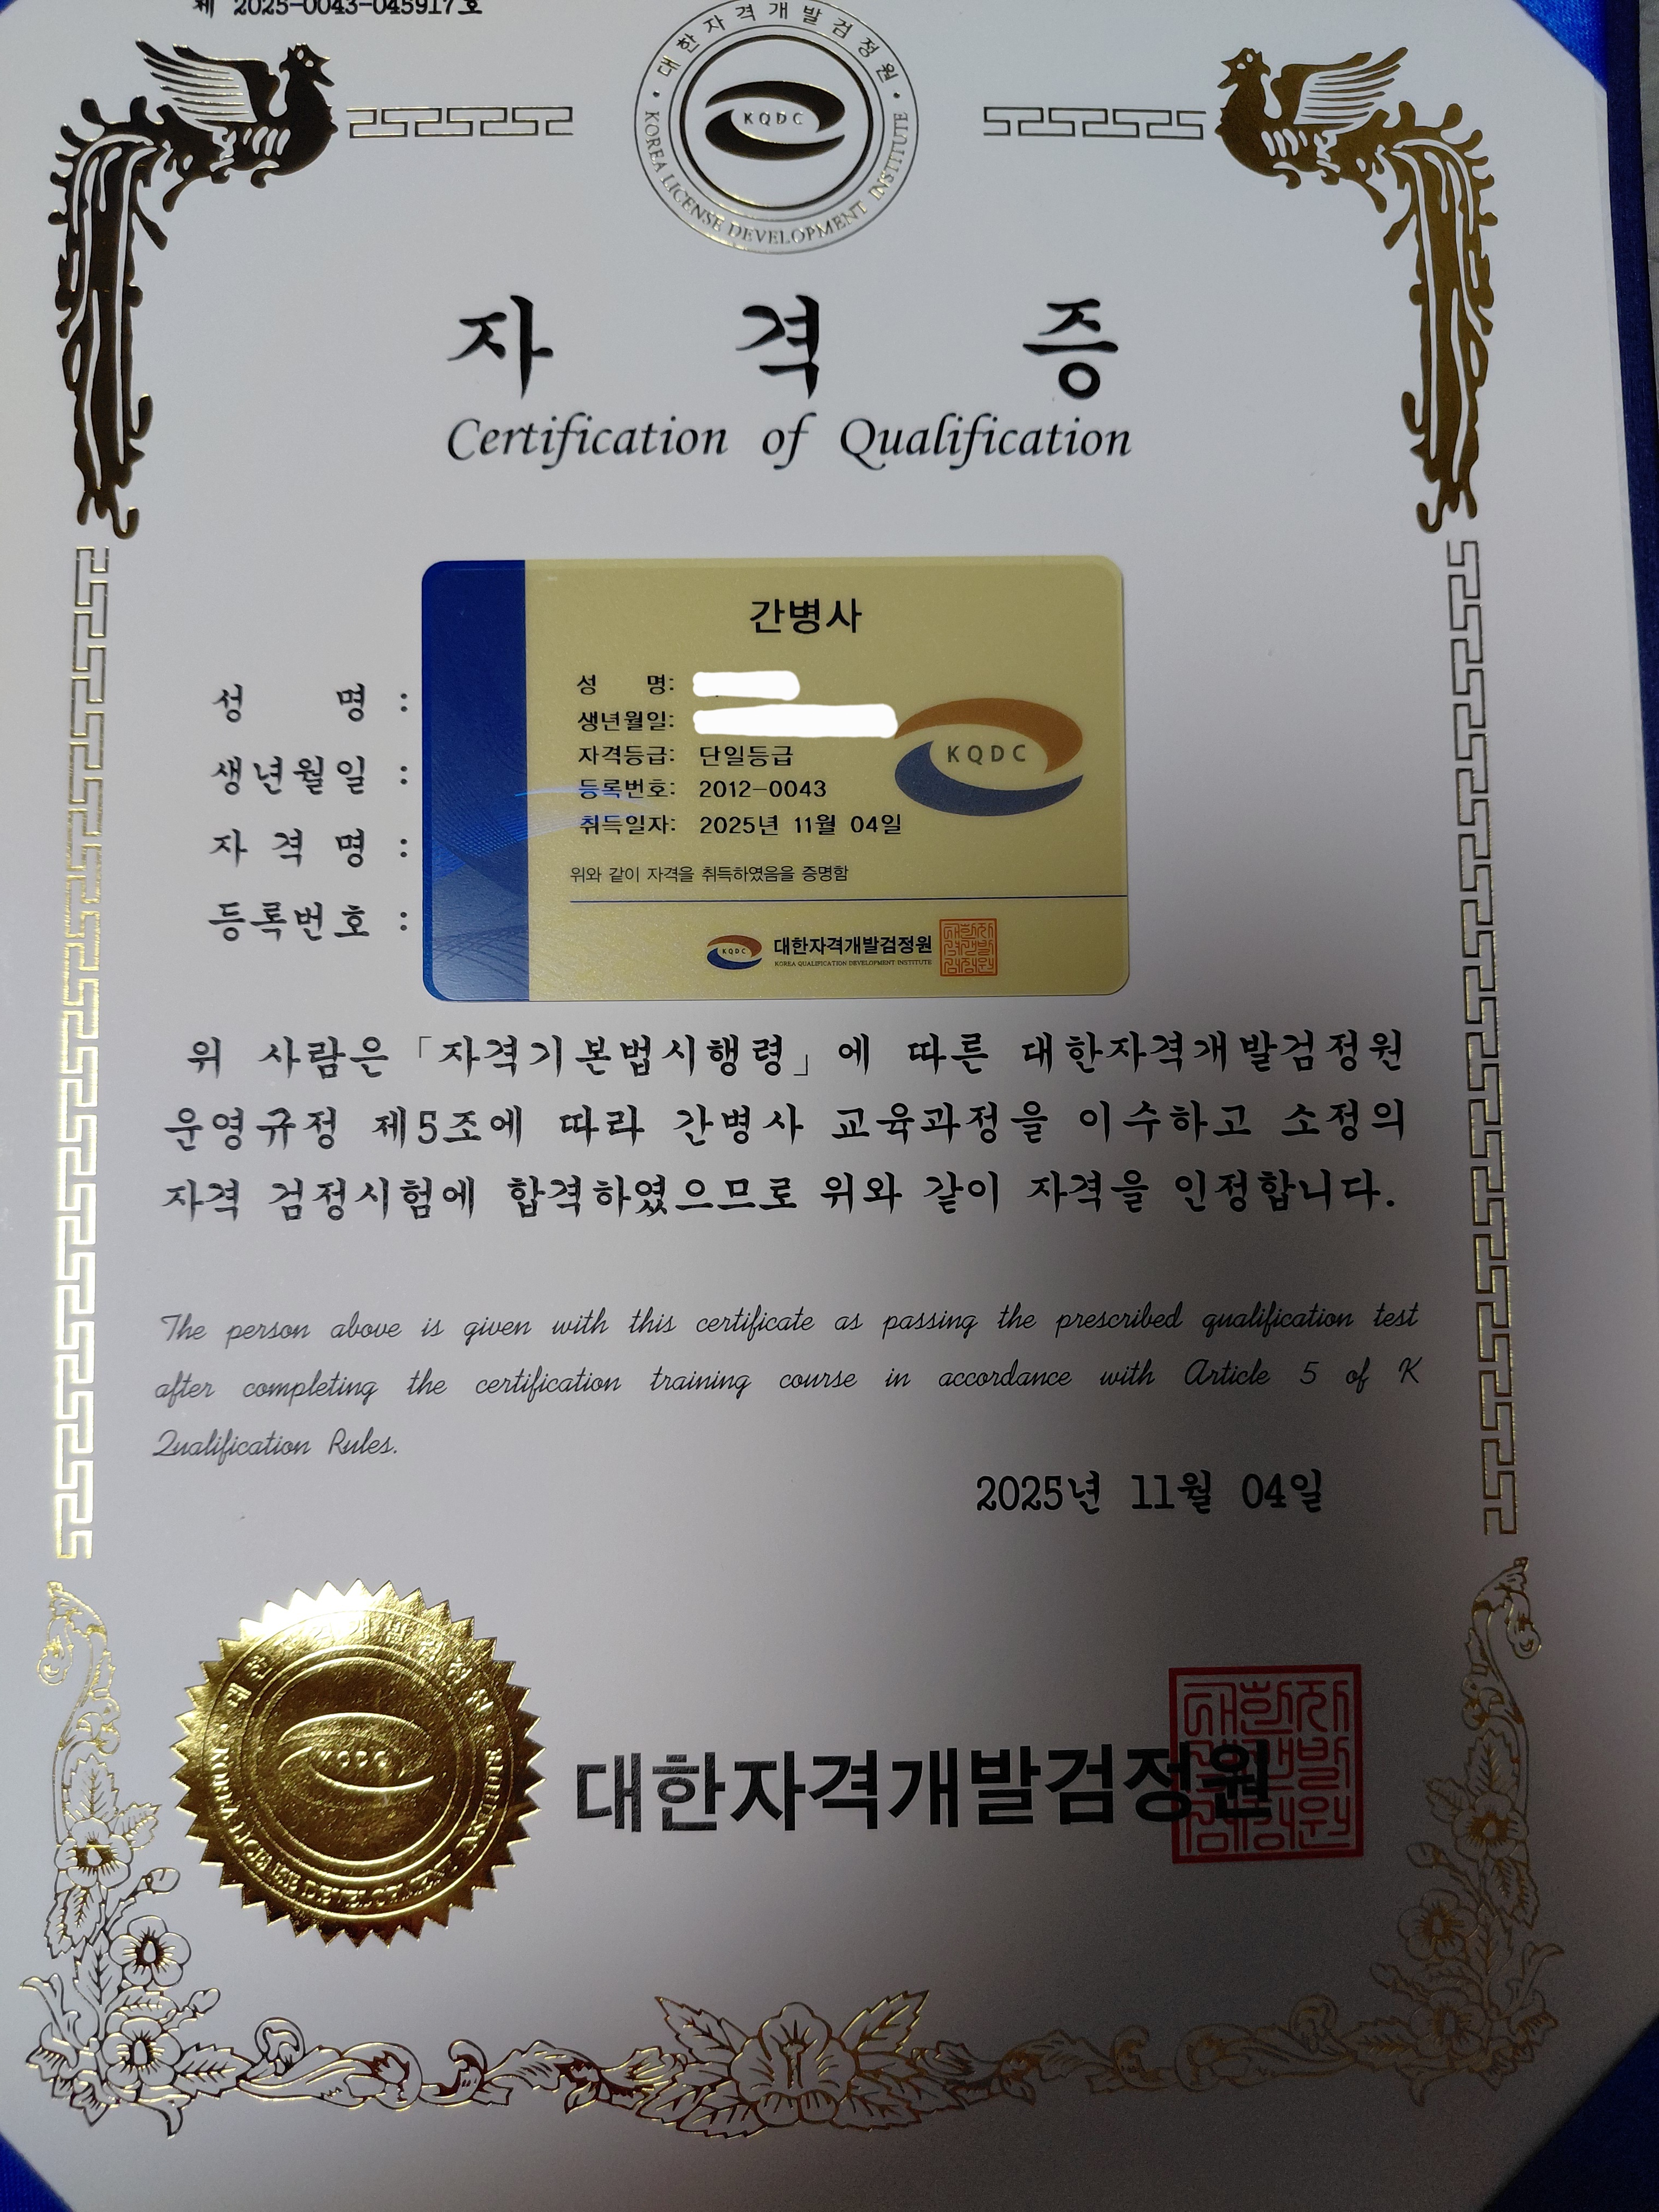 제 2025-0043-045917호
대한자격개발검정원
KOREA LICENSE DEVELOPMENT INSTITUTE
KQDC
자 격 증
Certification of Qualification
성 명 :
생년월일 :
자 격 명 :
등록번호 :
간병사
성 명:
생년월일:
자격등급: 단일등급
등록번호: 2012-0043
취득일자: 2025년 11월 04일
KQDC
위와 같이 자격을 취득하였음을 증명함
KQDC 대한자격개발검정원
KOREA QUALIFICATION DEVELOPMENT INSTITUTE
위 사람은 「자격기본법시행령」에 따른 대한자격개발검정원
운영규정 제5조에 따라 간병사 교육과정을 이수하고 소정의
자격 검정시험에 합격하였으므로 위와 같이 자격을 인정합니다.
The person above is given with this certificate as passing the prescribed qualification test
after completing the certification training course in accordance with Article 5 of K
Qualification Rules.
2025년 11월 04일
KQDC
대한자격개발검정원